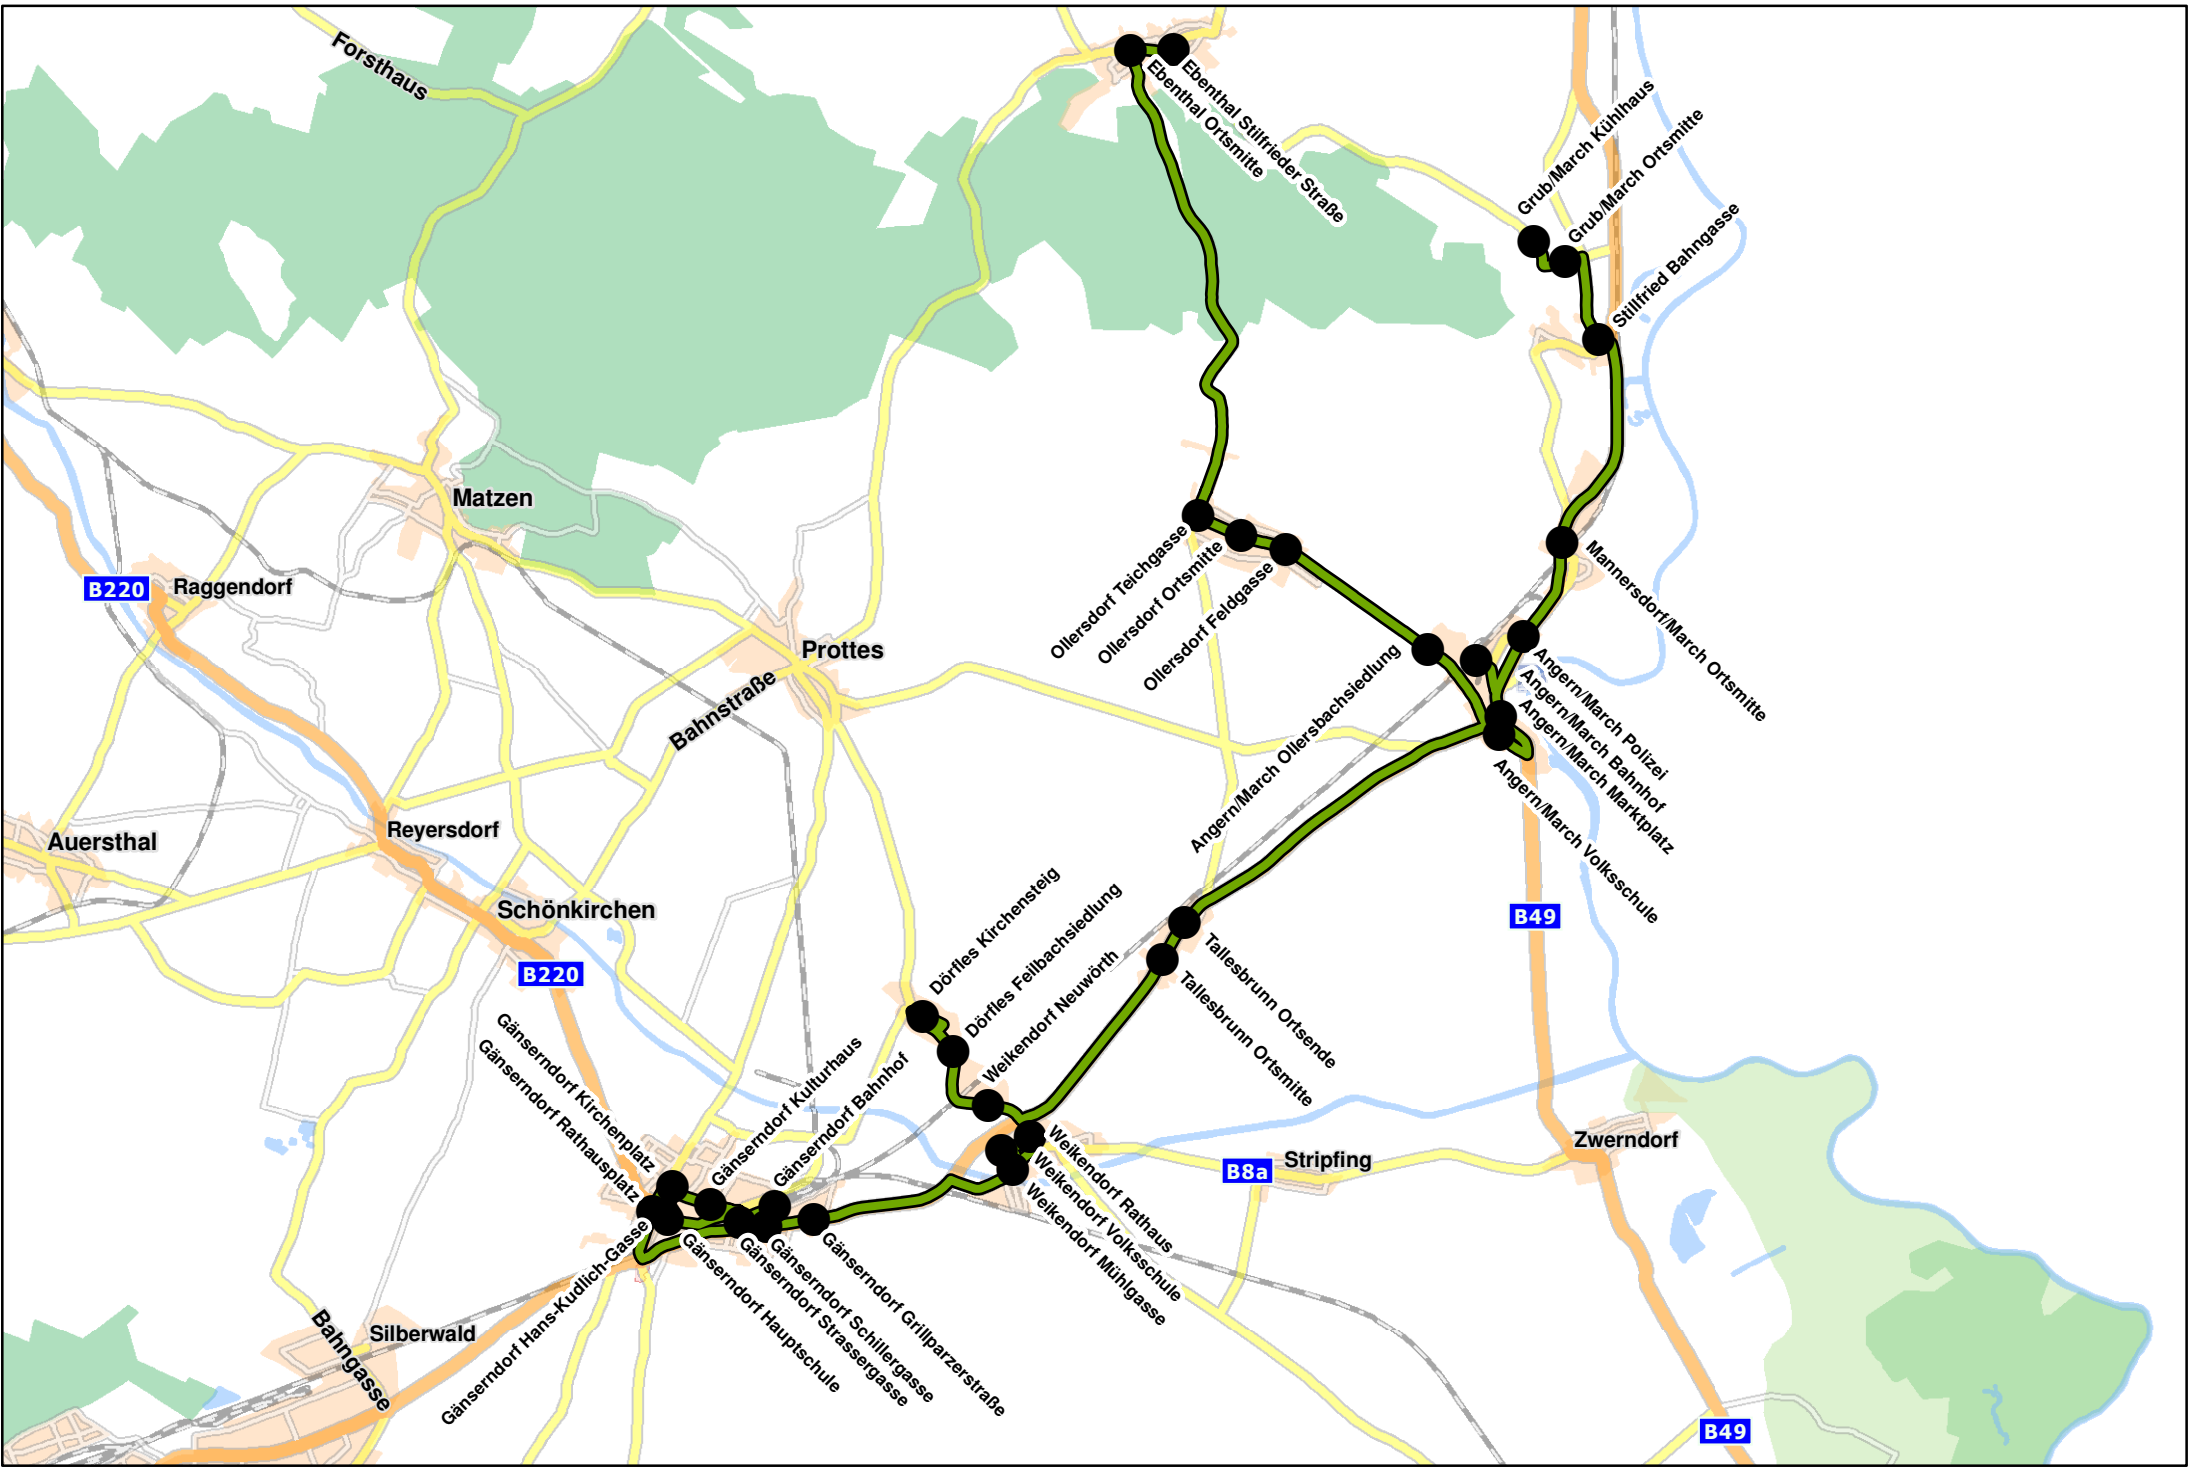 Forsthaus
Ebenthal Ortsmitte
Ebenthal Stilfrieder Straße
Grub/March Kühlhaus
Grub/March Ortsmitte
Stillfried Bahngasse
Matzen
B220
Raggendorf
Prottes
Bahnstraße
Ollersdorf Teichgasse
Ollersdorf Ortsmitte
Ollersdorf Feldgasse
Mannersdorf/March Ortsmitte
Angern/March Ollersbachsiedlung
Angern/March Polizei
Angern/March Bahnhof
Angern/March Marktplatz
Angern/March Volksschule
Auersthal
Reyersdorf
Schönkirchen
B220
B49
Dörfles Kirchensteig
Dörfles Feilbachsiedlung
Weikendorf Neuwörth
Tallesbrunn Ortsende
Tallesbrunn Ortsmitte
Gänserndorf Kirchenplatz
Gänserndorf Rathausplatz
Gänserndorf Kulturhaus
Gänserndorf Bahnhof
Weikendorf Rathaus
Weikendorf Volksschule
Weikendorf Mühlgasse
B8a
Stripfing
Zwerndorf
Gänserndorf Hans-Kudlich-Gasse
Gänserndorf Hauptschule
Gänserndorf Strassergasse
Gänserndorf Schillergasse
Gänserndorf Grillparzerstraße
Silberwald
Bahngasse
B49